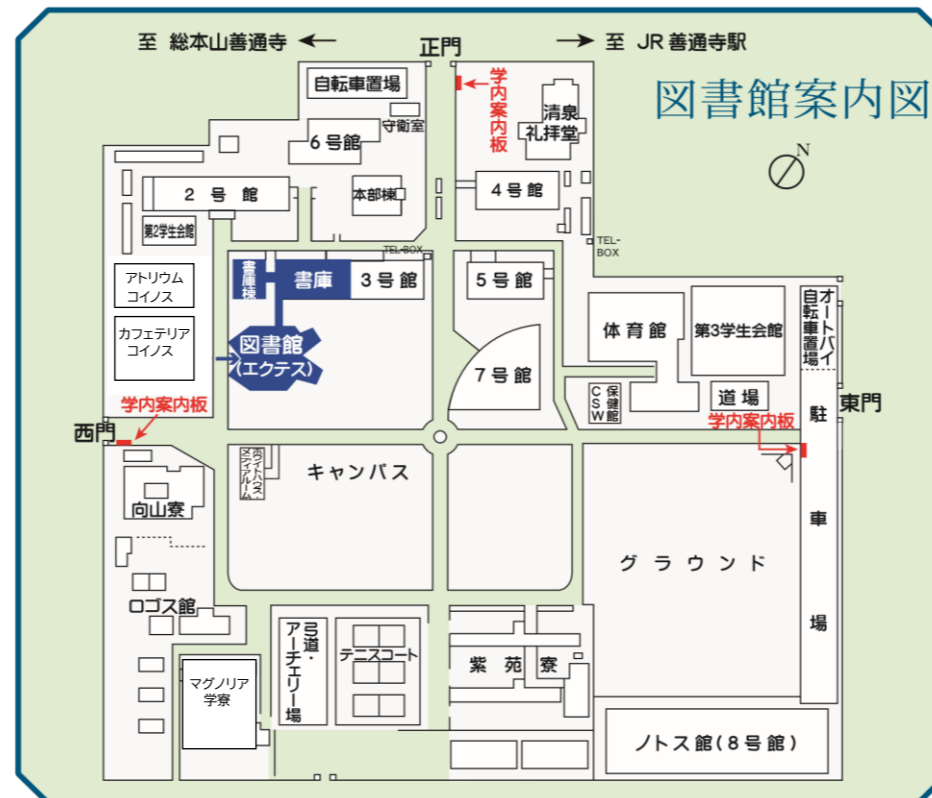 至 総本山善通寺
正門
至 JR善通寺駅
図書館案内図
自転車置場
守衛室
6号館
学内案内板
清泉
礼拝堂
N
2号館
本部棟
4号館
第2学生会館
TEL-BOX
TEL-
BOX
書庫棟
書庫
3号館
5号館
アトリウム
コイノス
カフェテリア
コイノス
図書館
(エクテス)
7号館
体育館
第3学生会館
オートバイ
自転車置場
保健館
CSW
道場
学内案内板
西門
学内案内板
東門
駐車場
ホワイトハウス・
メディアルーム
キャンパス
向山寮
グラウンド
ロゴス館
弓道・
アーチェリー場
テニスコート
紫苑寮
マグノリア
学寮
ノトス館(8号館)